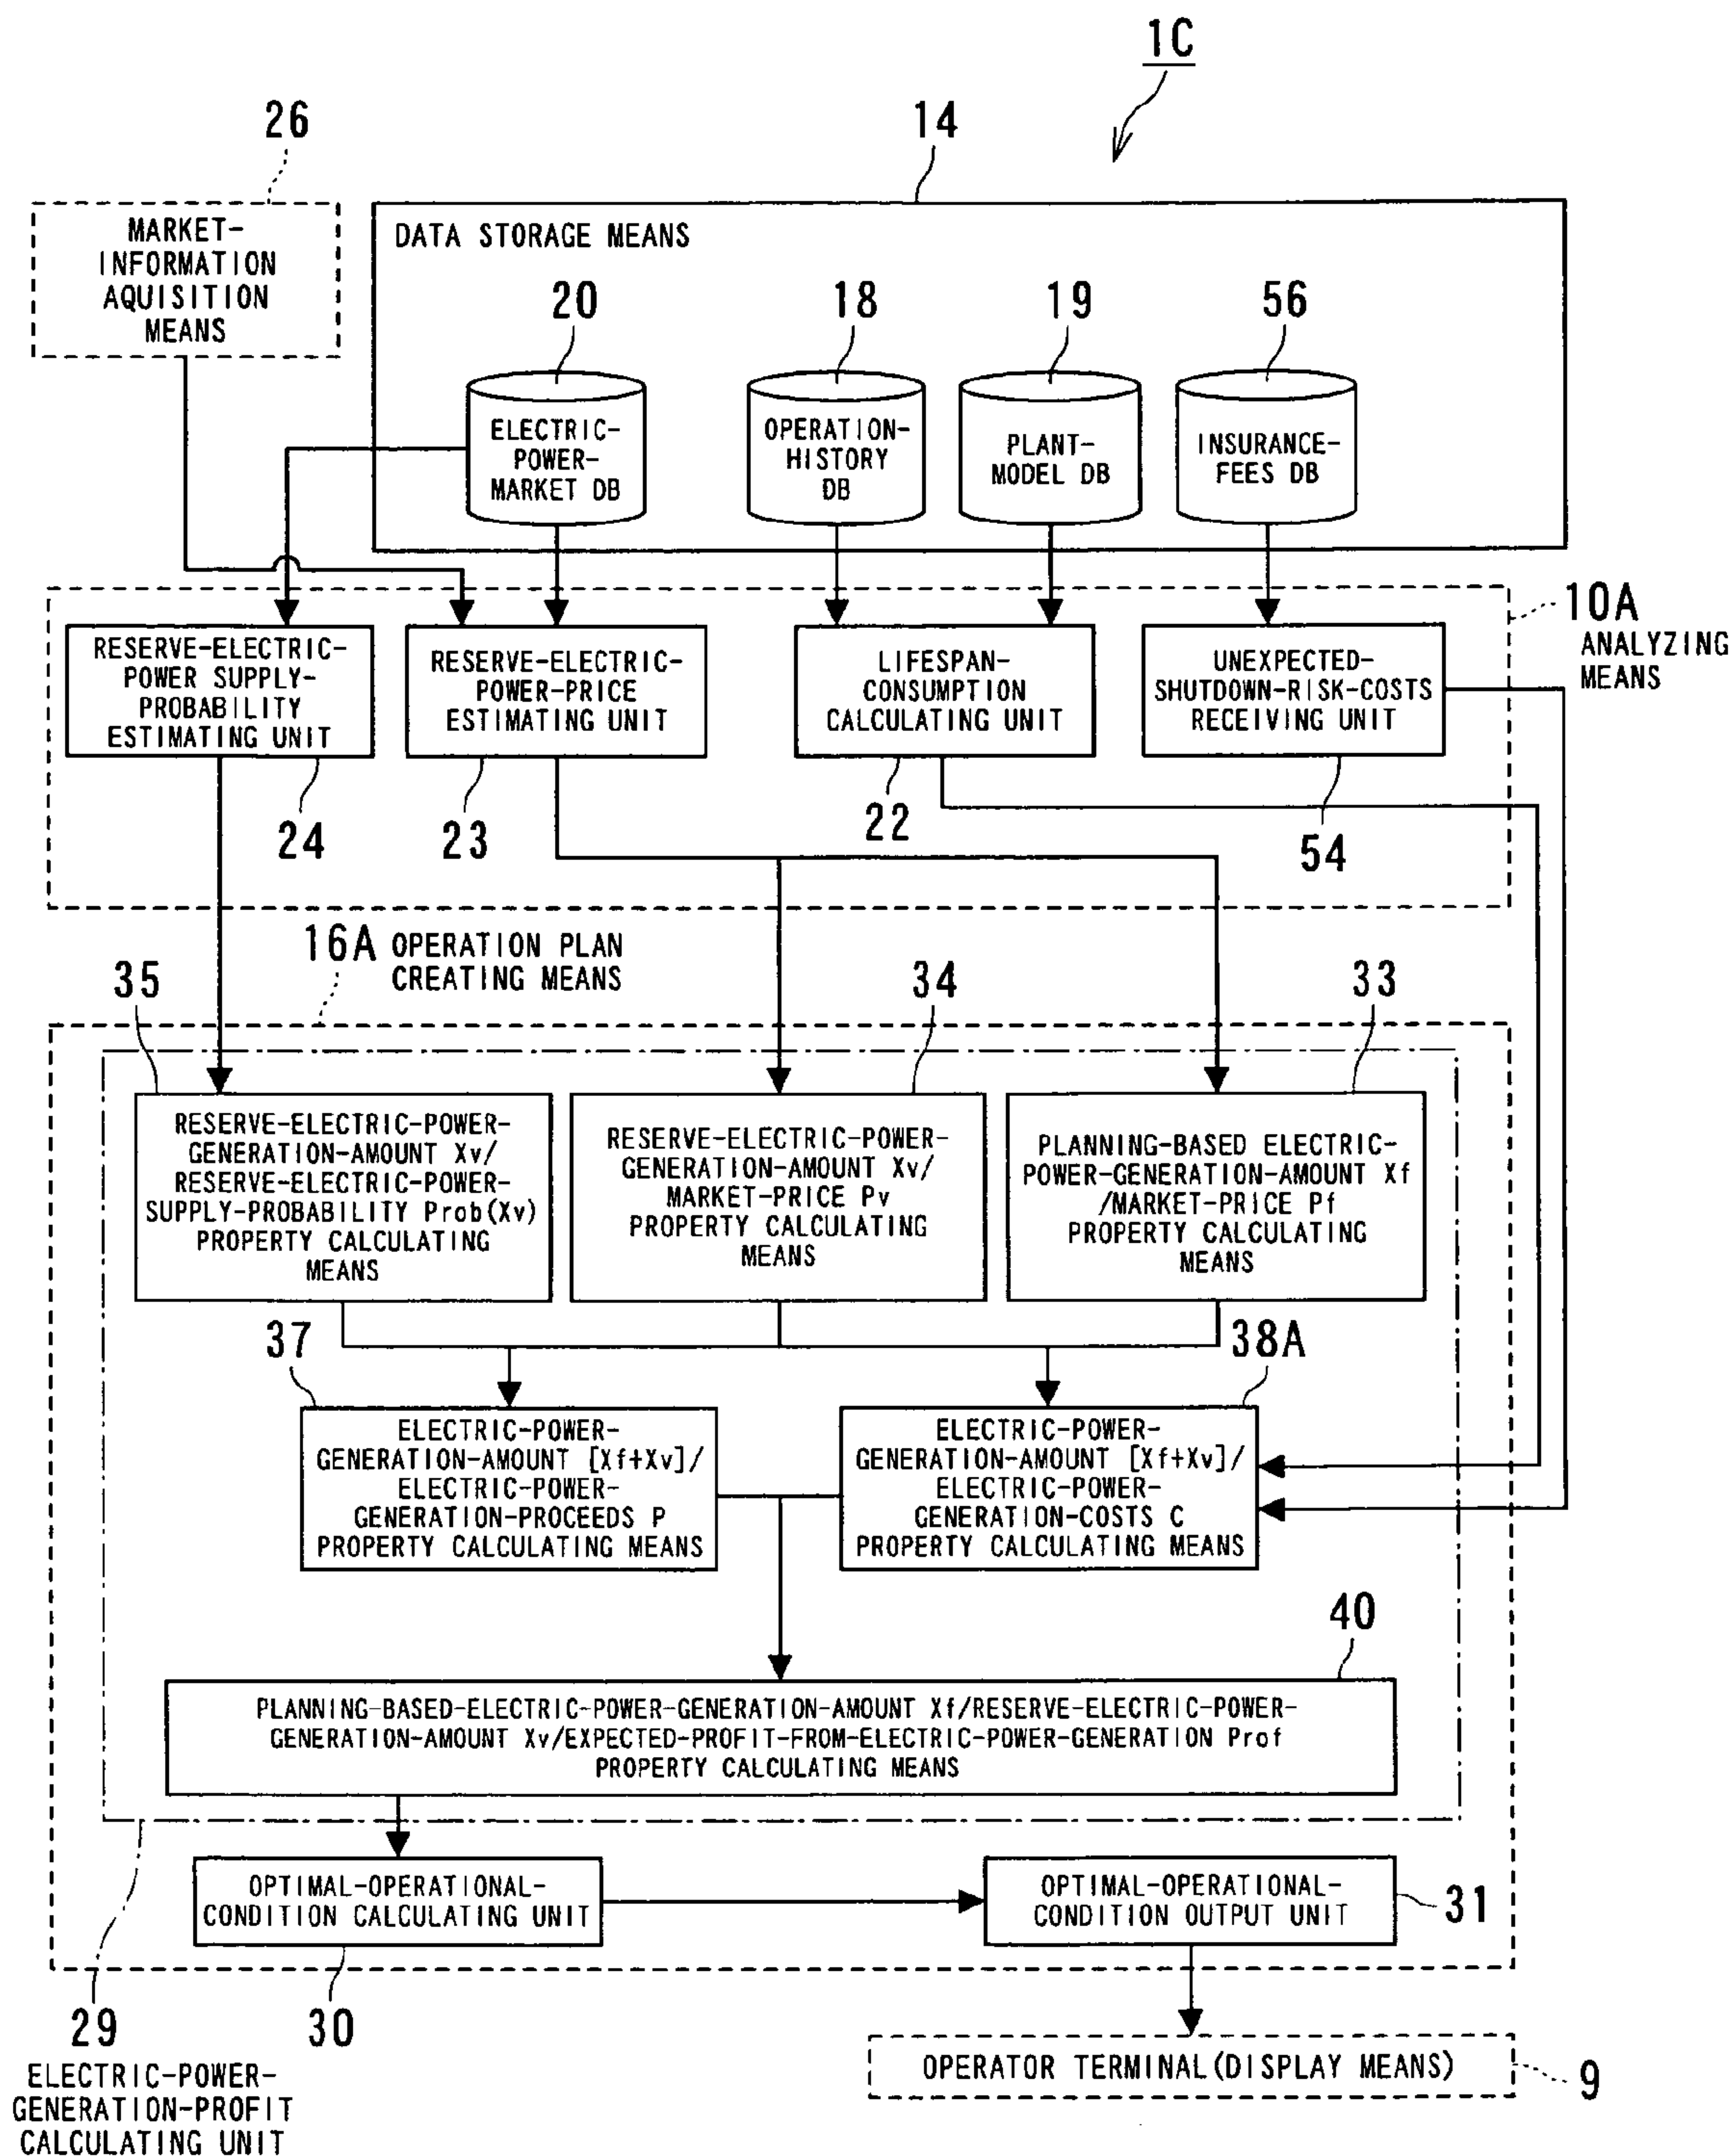 1C
26
14
MARKET-
INFORMATION
AQUISITION
MEANS
DATA STORAGE MEANS
20
18
19
56
ELECTRIC-
POWER-
MARKET DB
OPERATION-
HISTORY
DB
PLANT-
MODEL DB
INSURANCE-
FEES DB
10A
ANALYZING
MEANS
RESERVE-ELECTRIC-
POWER SUPPLY-
PROBABILITY
ESTIMATING UNIT
RESERVE-ELECTRIC-
POWER-PRICE
ESTIMATING UNIT
LIFESPAN-
CONSUMPTION
CALCULATING UNIT
UNEXPECTED-
SHUTDOWN-RISK-COSTS
RECEIVING UNIT
24
23
22
54
16A OPERATION PLAN
CREATING MEANS
35
34
33
RESERVE-ELECTRIC-POWER-
GENERATION-AMOUNT Xv/
RESERVE-ELECTRIC-POWER-
SUPPLY-PROBABILITY Prob(Xv)
PROPERTY CALCULATING
MEANS
RESERVE-ELECTRIC-POWER-
GENERATION-AMOUNT Xv/
MARKET-PRICE Pv
PROPERTY CALCULATING
MEANS
PLANNING-BASED ELECTRIC-
POWER-GENERATION-AMOUNT Xf
/MARKET-PRICE Pf
PROPERTY CALCULATING
MEANS
37
38A
ELECTRIC-POWER-
GENERATION-AMOUNT [Xf+Xv]/
ELECTRIC-POWER-
GENERATION-PROCEEDS P
PROPERTY CALCULATING MEANS
ELECTRIC-POWER-
GENERATION-AMOUNT [Xf+Xv]/
ELECTRIC-POWER-
GENERATION-COSTS C
PROPERTY CALCULATING MEANS
40
PLANNING-BASED-ELECTRIC-POWER-GENERATION-AMOUNT Xf/RESERVE-ELECTRIC-POWER-
GENERATION-AMOUNT Xv/EXPECTED-PROFIT-FROM-ELECTRIC-POWER-GENERATION Prof
PROPERTY CALCULATING MEANS
OPTIMAL-OPERATIONAL-
CONDITION CALCULATING UNIT
OPTIMAL-OPERATIONAL-
CONDITION OUTPUT UNIT
31
29
30
ELECTRIC-POWER-
GENERATION-PROFIT
CALCULATING UNIT
OPERATOR TERMINAL(DISPLAY MEANS)
9